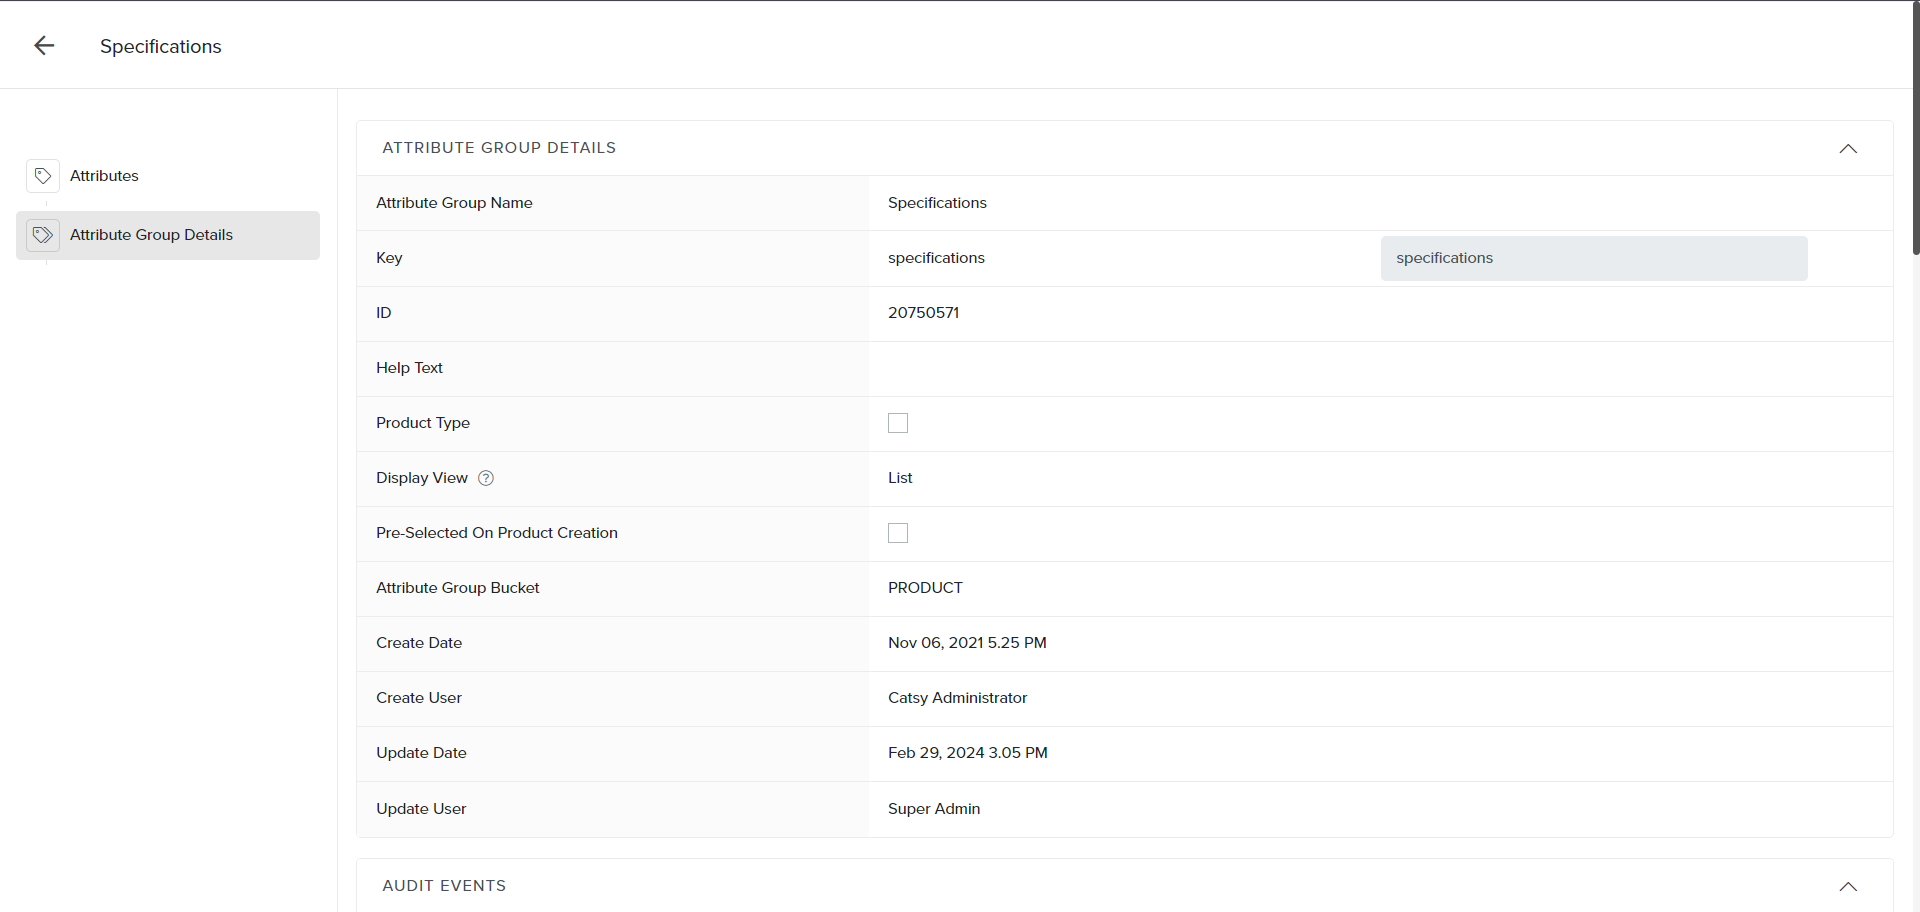 Specifications
Attributes
Attribute Group Details
ATTRIBUTE GROUP DETAILS
Attribute Group Name Specifications
Key specifications specifications
ID 20750571
Help Text
Product Type
Display View ? List
Pre-Selected On Product Creation
Attribute Group Bucket PRODUCT
Create Date Nov 06, 2021 5.25 PM
Create User Catsy Administrator
Update Date Feb 29, 2024 3.05 PM
Update User Super Admin
AUDIT EVENTS